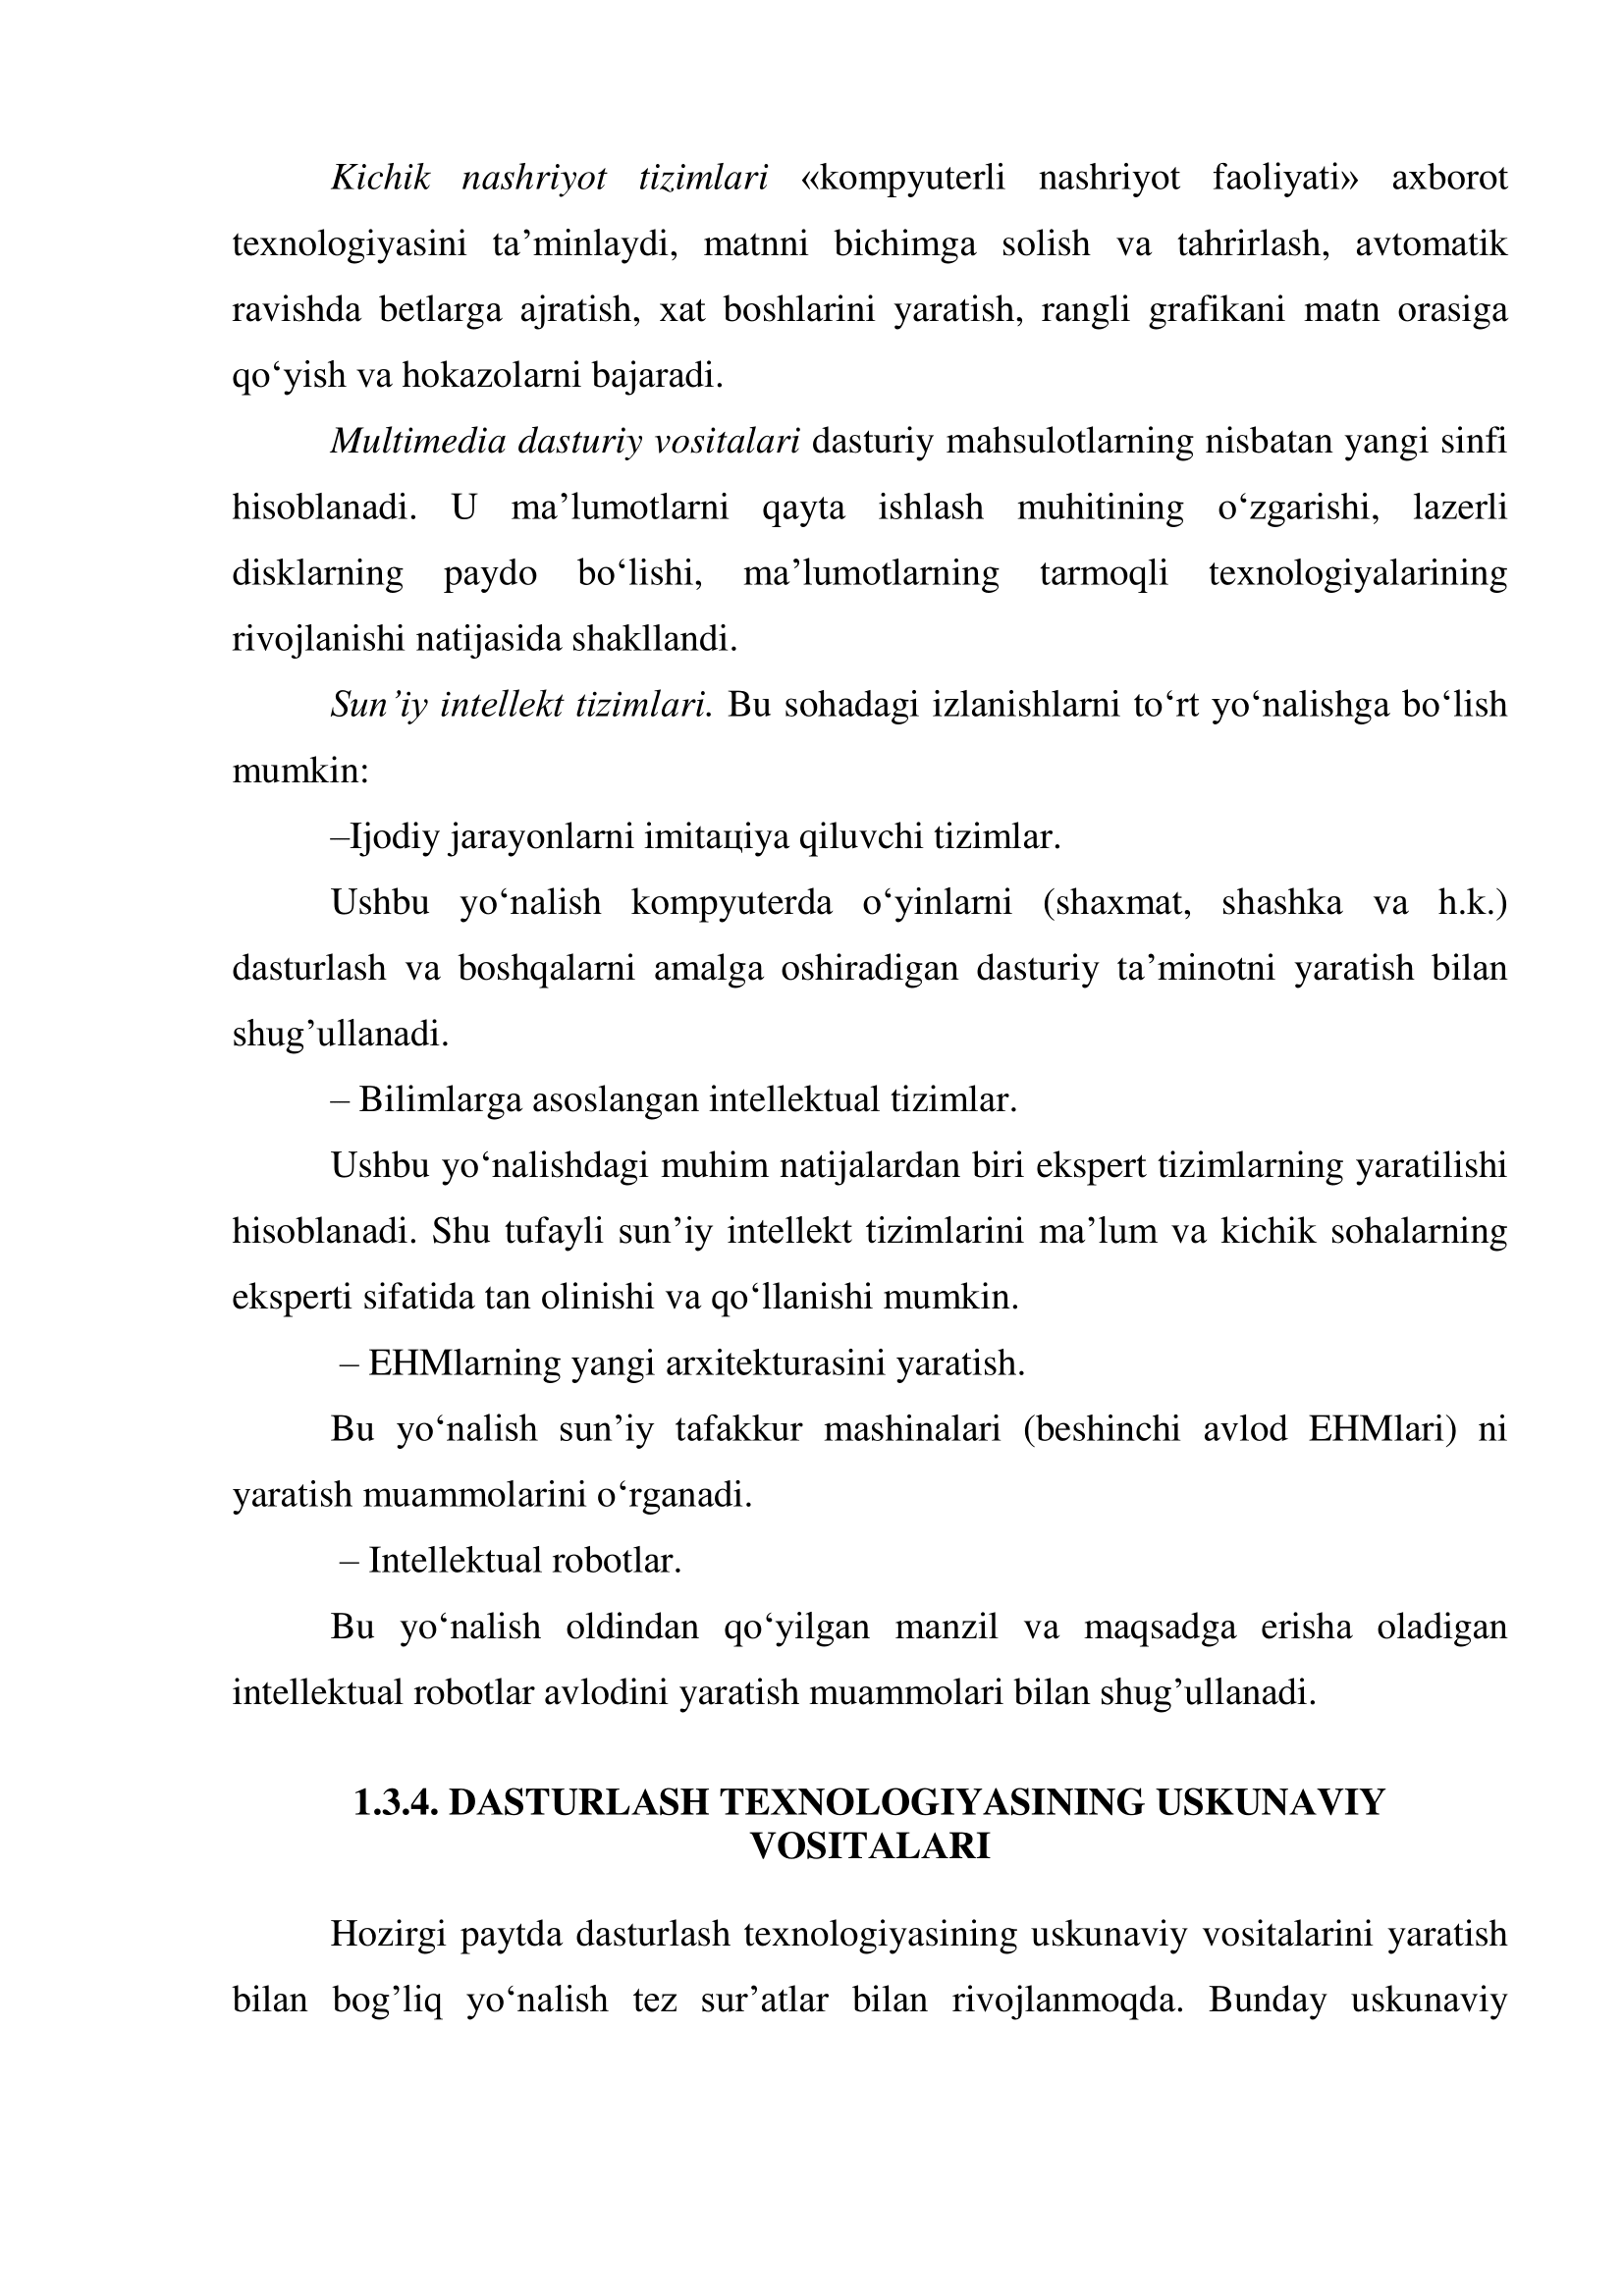 Kichik nashriyot tizimlari «kompyuterli nashriyot faoliyati» axborot
texnologiyasini ta’minlaydi, matnni bichimga solish va tahrirlash, avtomatik
ravishda betlarga ajratish, xat boshlarini yaratish, rangli grafikani matn orasiga
qo‘yish va hokazolarni bajaradi.
Multimedia dasturiy vositalari dasturiy mahsulotlarning nisbatan yangi sinfi
hisoblanadi. U ma’lumotlarni qayta ishlash muhitining o‘zgarishi, lazerli
disklarning paydo bo‘lishi, ma’lumotlarning tarmoqli texnologiyalarining
rivojlanishi natijasida shakllandi.
Sun’iy intellekt tizimlari. Bu sohadagi izlanishlarni to‘rt yo‘nalishga bo‘lish
mumkin:
–Ijodiy jarayonlarni imitaцiya qiluvchi tizimlar.
Ushbu yo‘nalish kompyuterda o‘yinlarni (shaxmat, shashka va h.k.)
dasturlash va boshqalarni amalga oshiradigan dasturiy ta’minotni yaratish bilan
shug’ullanadi.
– Bilimlarga asoslangan intellektual tizimlar.
Ushbu yo‘nalishdagi muhim natijalardan biri ekspert tizimlarning yaratilishi
hisoblanadi. Shu tufayli sun’iy intellekt tizimlarini ma’lum va kichik sohalarning
eksperti sifatida tan olinishi va qo‘llanishi mumkin.
– EHMlarning yangi arxitekturasini yaratish.
Bu yo‘nalish sun’iy tafakkur mashinalari (beshinchi avlod EHMlari) ni
yaratish muammolarini o‘rganadi.
– Intellektual robotlar.
Bu yo‘nalish oldindan qo‘yilgan manzil va maqsadga erisha oladigan
intellektual robotlar avlodini yaratish muammolari bilan shug’ullanadi.
1.3.4. DASTURLASH TEXNOLOGIYASINING USKUNAVIY
VOSITALARI
Hozirgi paytda dasturlash texnologiyasining uskunaviy vositalarini yaratish
bilan bog’liq yo‘nalish tez sur’atlar bilan rivojlanmoqda. Bunday uskunaviy